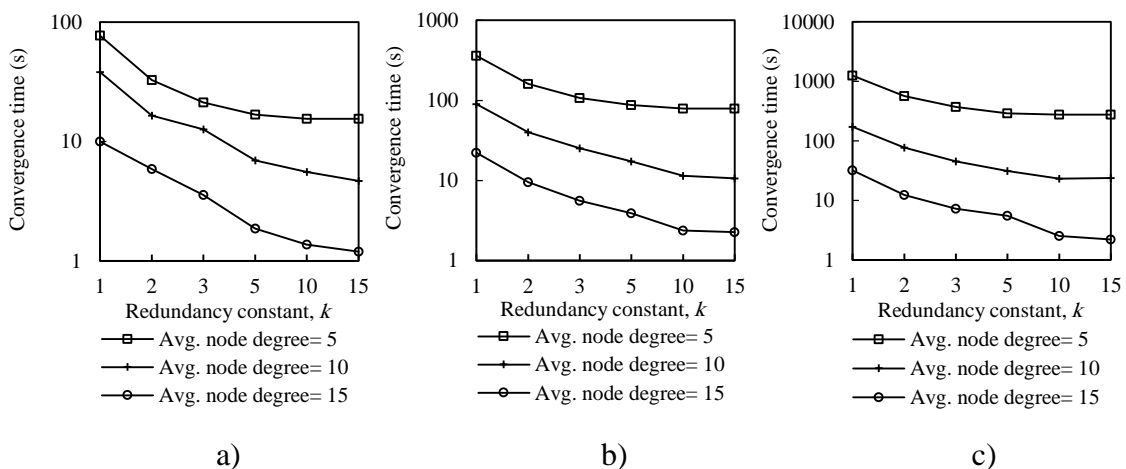 Convergence time (s)
100
10
1
1 2 3 5 10 15
Redundancy constant, k
Avg. node degree= 5
Avg. node degree= 10
Avg. node degree= 15
a)
Convergence time (s)
1000
100
10
1
1 2 3 5 10 15
Redundancy constant, k
Avg. node degree= 5
Avg. node degree= 10
Avg. node degree= 15
b)
Convergence time (s)
10000
1000
100
10
1
1 2 3 5 10 15
Redundancy constant, k
Avg. node degree= 5
Avg. node degree= 10
Avg. node degree= 15
c)